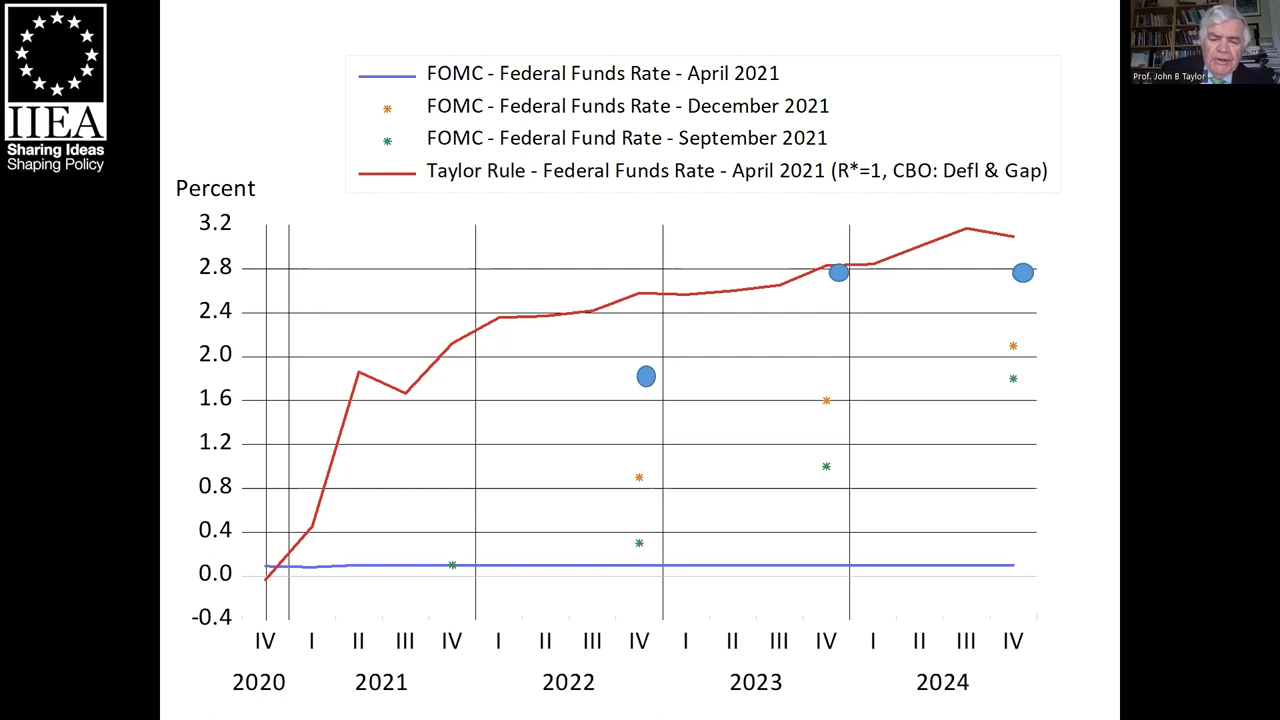 IIEA
Sharing Ideas
Shaping Policy
Prof. John B Taylor
FOMC - Federal Funds Rate - April 2021
FOMC - Federal Funds Rate - December 2021
FOMC - Federal Fund Rate - September 2021
Taylor Rule - Federal Funds Rate - April 2021 (R*=1, CBO: Defl & Gap)
Percent
3.2
2.8
2.4
2.0
1.6
1.2
0.8
0.4
0.0
-0.4
IV I II III IV I II III IV I II III IV I II III IV
2020 2021 2022 2023 2024